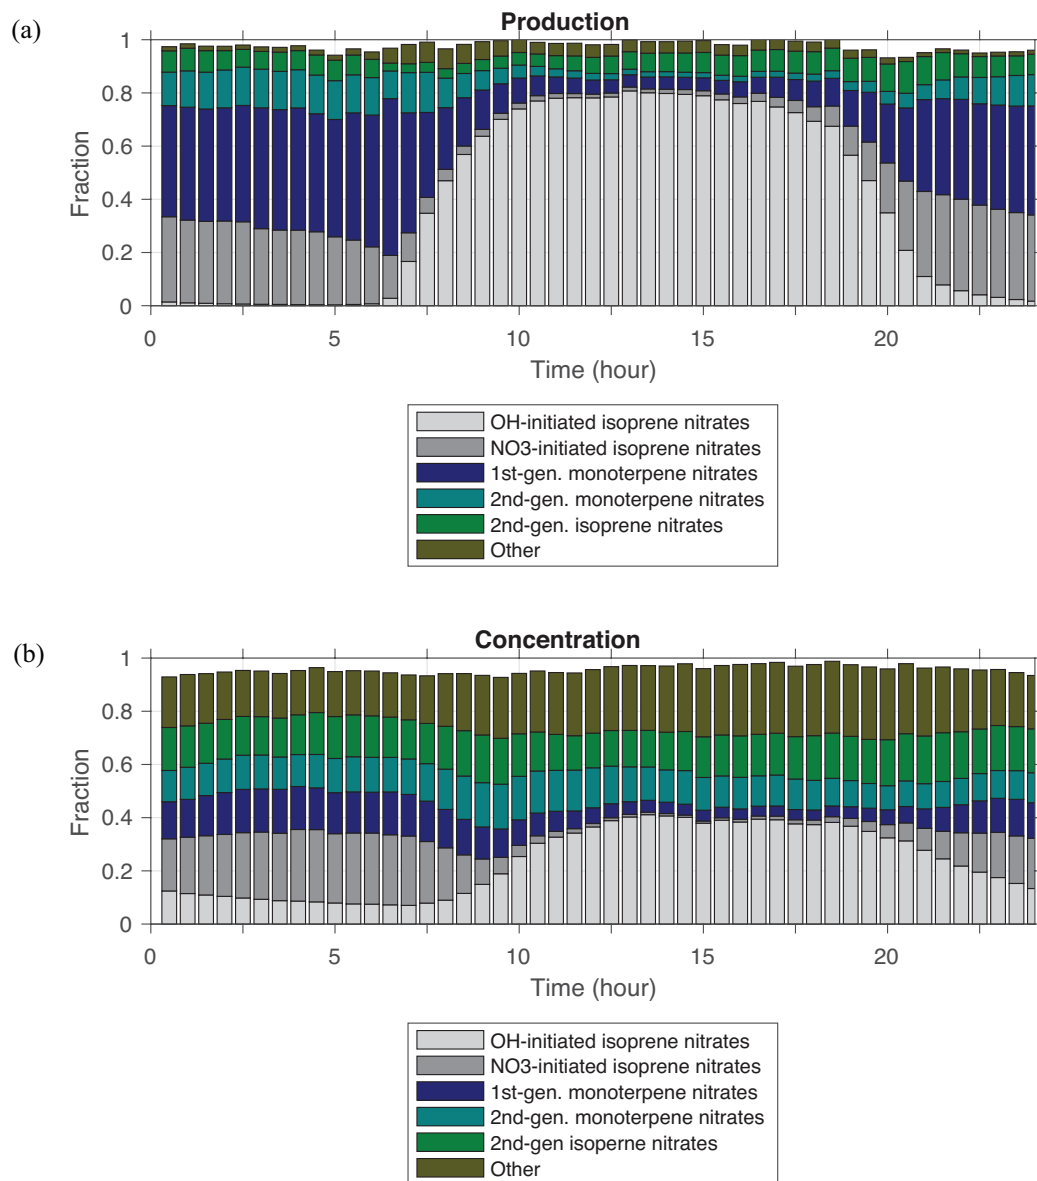 (a)
Production
1
0.8
0.6
0.4
0.2
0
Fraction
0 5 10 15 20
Time (hour)
OH-initiated isoprene nitrates
NO3-initiated isoprene nitrates
1st-gen. monoterpene nitrates
2nd-gen. monoterpene nitrates
2nd-gen. isoprene nitrates
Other
(b)
Concentration
1
0.8
0.6
0.4
0.2
0
Fraction
0 5 10 15 20
Time (hour)
OH-initiated isoprene nitrates
NO3-initiated isoprene nitrates
1st-gen. monoterpene nitrates
2nd-gen. monoterpene nitrates
2nd-gen isoperne nitrates
Other